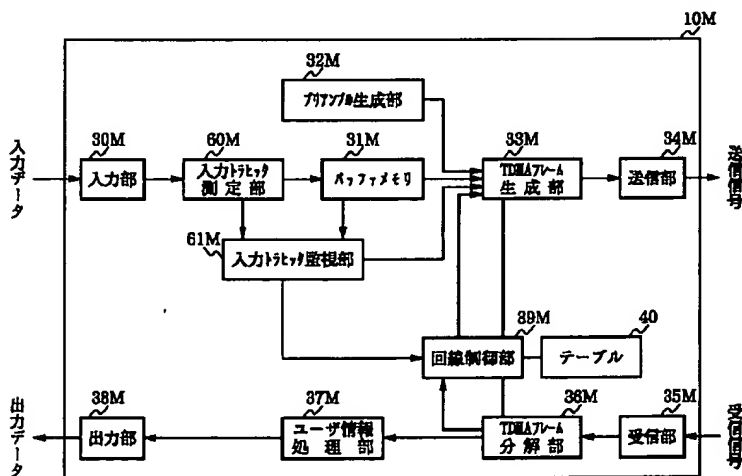 10M
32M
プリアンブル生成部
入力データ
30M
入力部
60M
入力トラヒック
測定部
31M
バッファメモリ
33M
TDMAフレーム
生成部
34M
送信部
送信信号
61M
入力トラヒック監視部
39M
回線制御部
40
テーブル
出力データ
38M
出力部
37M
ユーザ情報
処理部
36M
TDMAフレーム
分解部
35M
受信部
受信信号